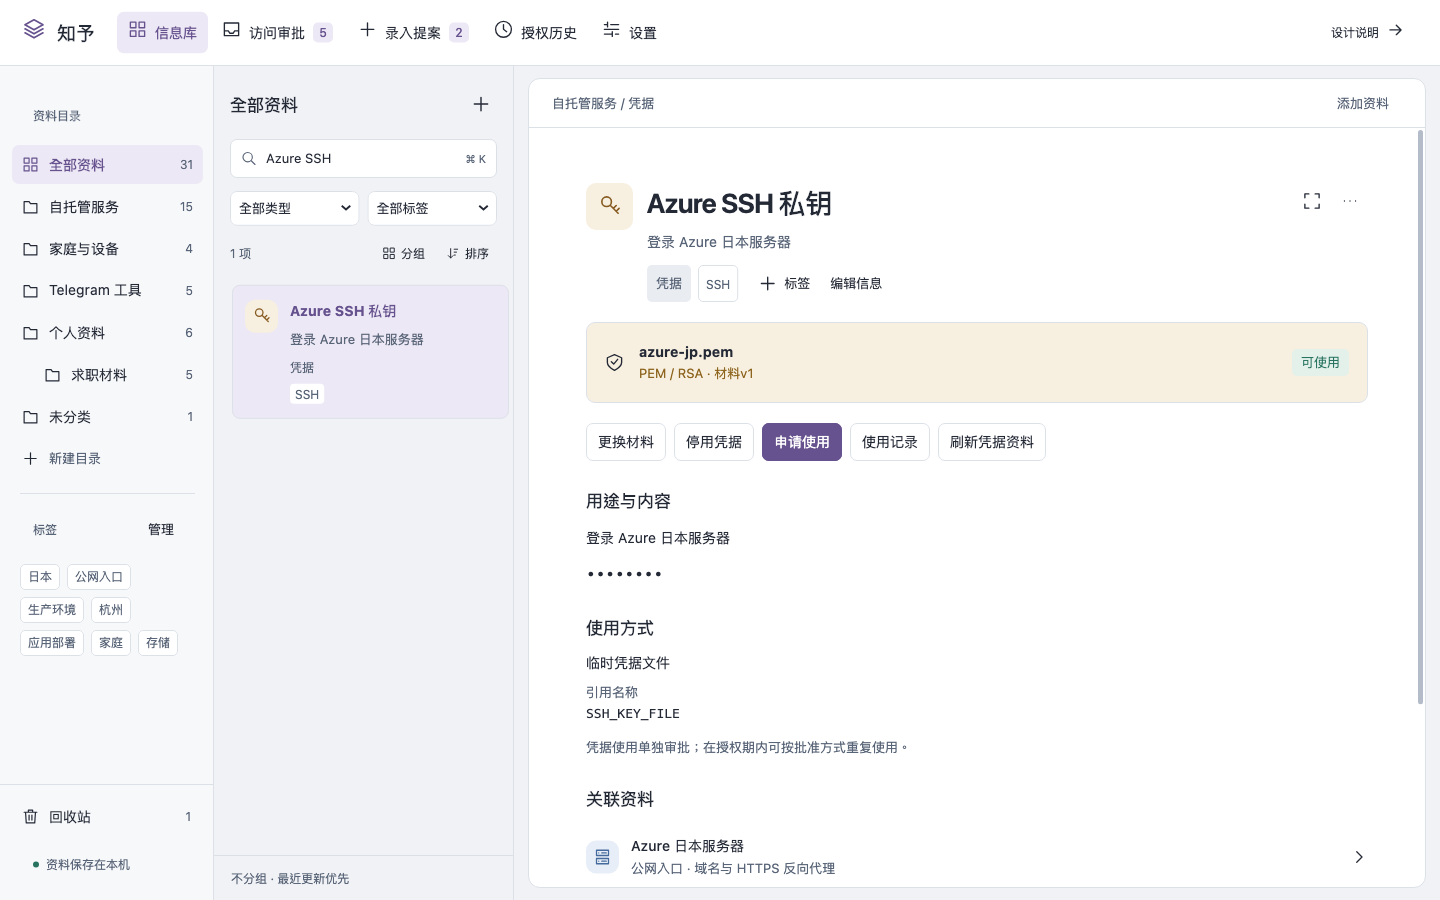 知予
信息库
访问审批 5
录入提案 2
授权历史
设置
设计说明
资料目录
全部资料 31
自托管服务 15
家庭与设备 4
Telegram 工具 5
个人资料 6
求职材料 5
未分类 1
新建目录
标签 管理
日本 公网入口
生产环境 杭州
应用部署 家庭 存储
回收站 1
资料保存在本机
全部资料
Azure SSH ⌘ K
全部类型 全部标签
1 项 分组 排序
Azure SSH 私钥
登录 Azure 日本服务器
凭据
SSH
不分组 · 最近更新优先
自托管服务 / 凭据 添加资料
Azure SSH 私钥
登录 Azure 日本服务器
凭据 SSH 标签 编辑信息
azure-jp.pem
PEM / RSA · 材料v1
可使用
更换材料 停用凭据 申请使用 使用记录 刷新凭据资料
用途与内容
登录 Azure 日本服务器
••••••••
使用方式
临时凭据文件
引用名称
SSH_KEY_FILE
凭据使用单独审批；在授权期内可按批准方式重复使用。
关联资料
Azure 日本服务器
公网入口 · 域名与 HTTPS 反向代理